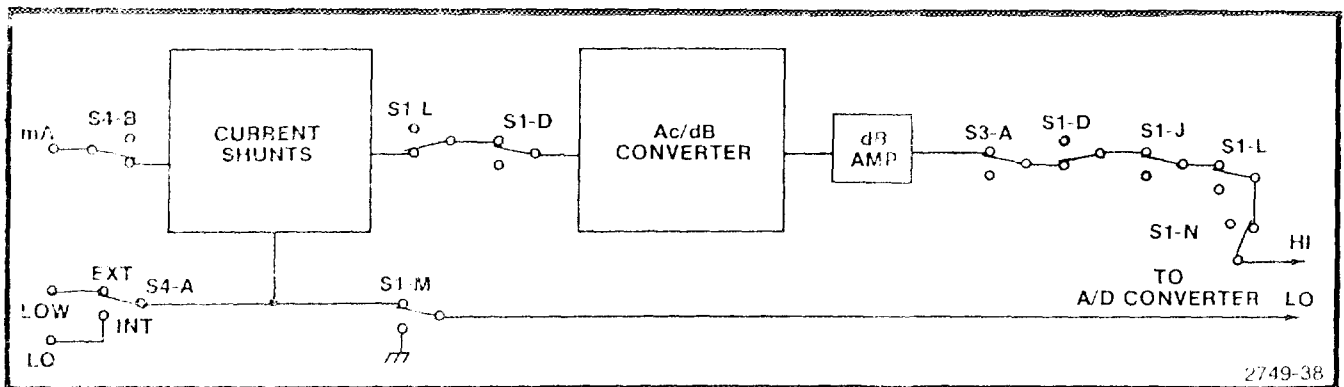 mA
S4-B
CURRENT
SHUNTS
S1-L
S1-D
Ac/dB
CONVERTER
dB
AMP
S3-A
S1-D
S1-J
S1-L
S1-N
HI
EXT
S4-A
LOW
INT
LO
S1-M
TO
A/D CONVERTER
LO
2749-38